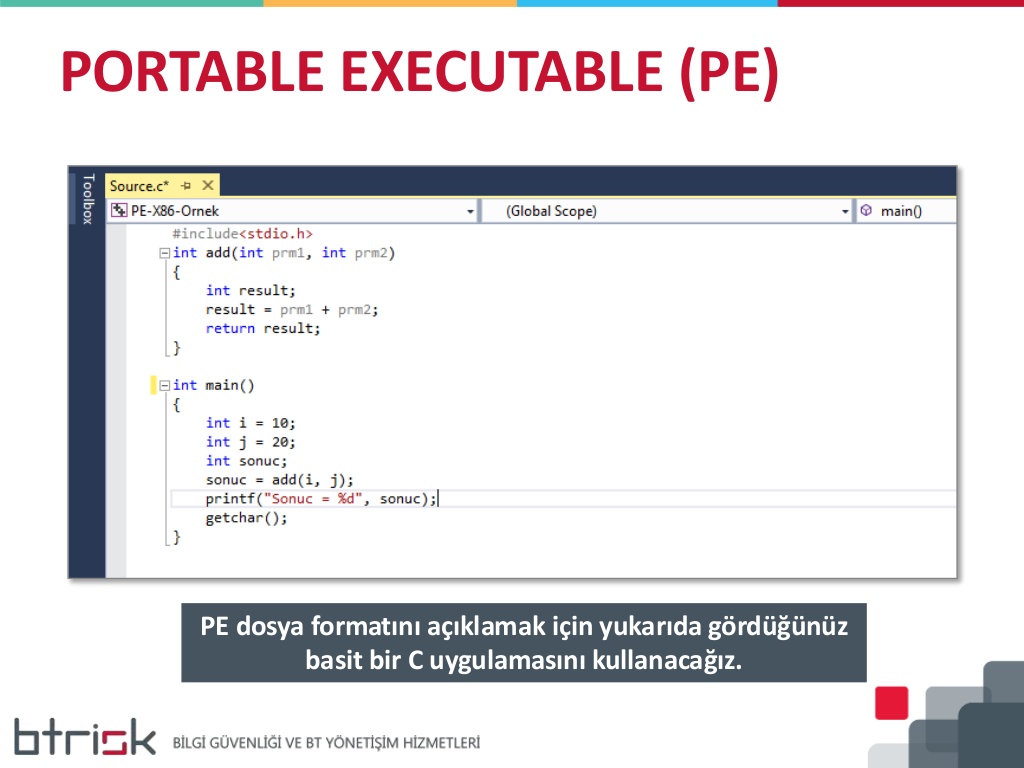 PORTABLE EXECUTABLE (PE)
Toolbox
Source.c*
PE-X86-Ornek
(Global Scope)
main()
#include<stdio.h>
int add(int prm1, int prm2)
{
int result;
result = prm1 + prm2;
return result;
}
int main()
{
int i = 10;
int j = 20;
int sonuc;
sonuc = add(i, j);
printf("Sonuc = %d", sonuc);
getchar();
}
PE dosya formatını açıklamak için yukarıda gördüğünüz
basit bir C uygulamasını kullanacağız.
btrisk
BİLGİ GÜVENLİĞİ VE BT YÖNETİŞİM HİZMETLERİ